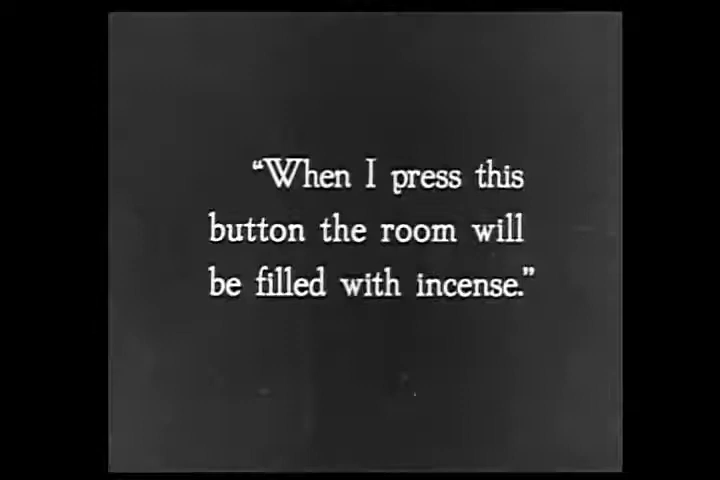 “When I press this
button the room will
be filled with incense.”